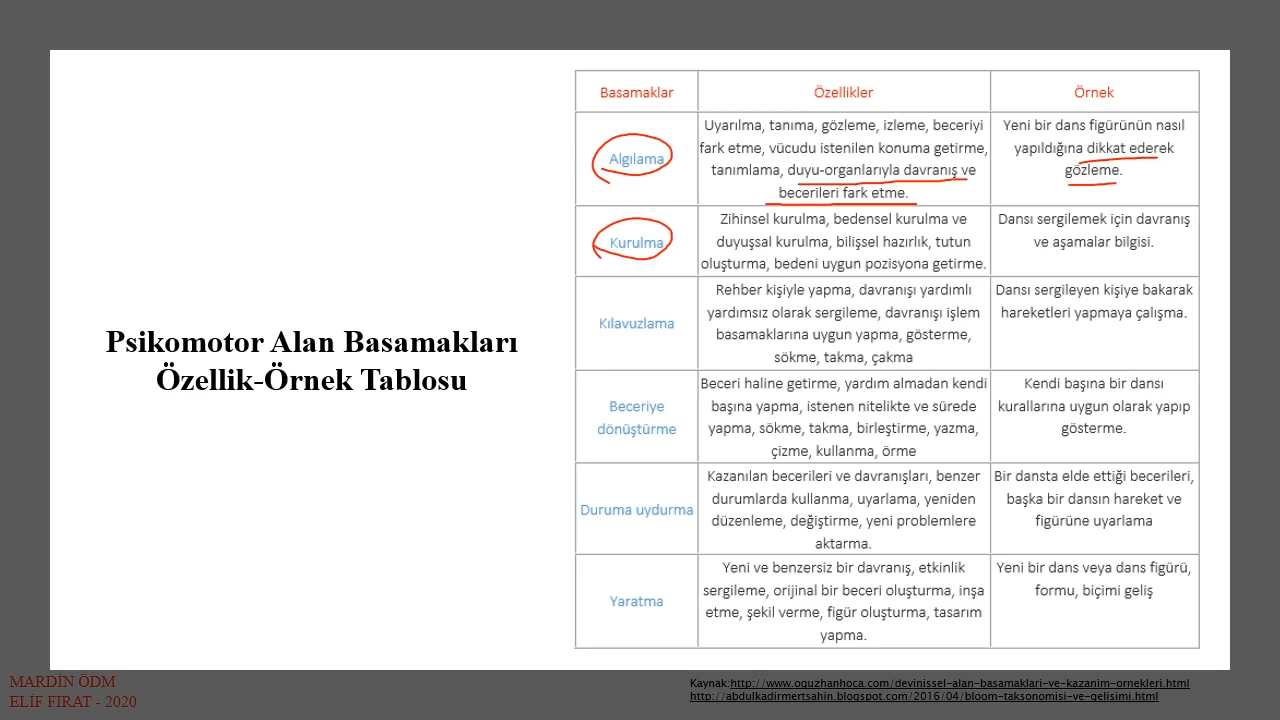 Psikomotor Alan Basamakları
Özellik-Örnek Tablosu
Basamaklar
Özellikler
Örnek
Algılama
Uyarılma, tanıma, gözleme, izleme, beceriyi
fark etme, vücudu istenilen konuma getirme,
tanımlama, duyu-organlarıyla davranış ve
becerileri fark etme.
Yeni bir dans figürünün nasıl
yapıldığına dikkat ederek
gözleme.
Kurulma
Zihinsel kurulma, bedensel kurulma ve
duyuşsal kurulma, bilişsel hazırlık, tutun
oluşturma, bedeni uygun pozisyona getirme.
Dansı sergilemek için davranış
ve aşamalar bilgisi.
Kılavuzlama
Rehber kişiyle yapma, davranışı yardımlı
yardımsız olarak sergileme, davranışı işlem
basamaklarına uygun yapma, gösterme,
sökme, takma, çakma
Dansı sergileyen kişiye bakarak
hareketleri yapmaya çalışma.
Beceriye
dönüştürme
Beceri haline getirme, yardım almadan kendi
başına yapma, istenen nitelikte ve sürede
yapma, sökme, takma, birleştirme, yazma,
çizme, kullanma, örme
Kendi başına bir dansı
kurallarına uygun olarak yapıp
gösterme.
Duruma uydurma
Kazanılan becerileri ve davranışları, benzer
durumlarda kullanma, uyarlama, yeniden
düzenleme, değiştirme, yeni problemlere
aktarma.
Bir dansta elde ettiği becerileri,
başka bir dansın hareket ve
figürüne uyarlama
Yaratma
Yeni ve benzersiz bir davranış, etkinlik
sergileme, orijinal bir beceri oluşturma, inşa
etme, şekil verme, figür oluşturma, tasarım
yapma.
Yeni bir dans veya dans figürü,
formu, biçimi geliş
MARDİN ÖDM
ELİF FIRAT - 2020
Kaynak:http://www.oguzhanhoca.com/devinissel-alan-basamaklari-ve-kazanim-ornekleri.html
http://abdulkadirmertsahin.blogspot.com/2016/04/bloom-taksonomisi-ve-gelisimi.html